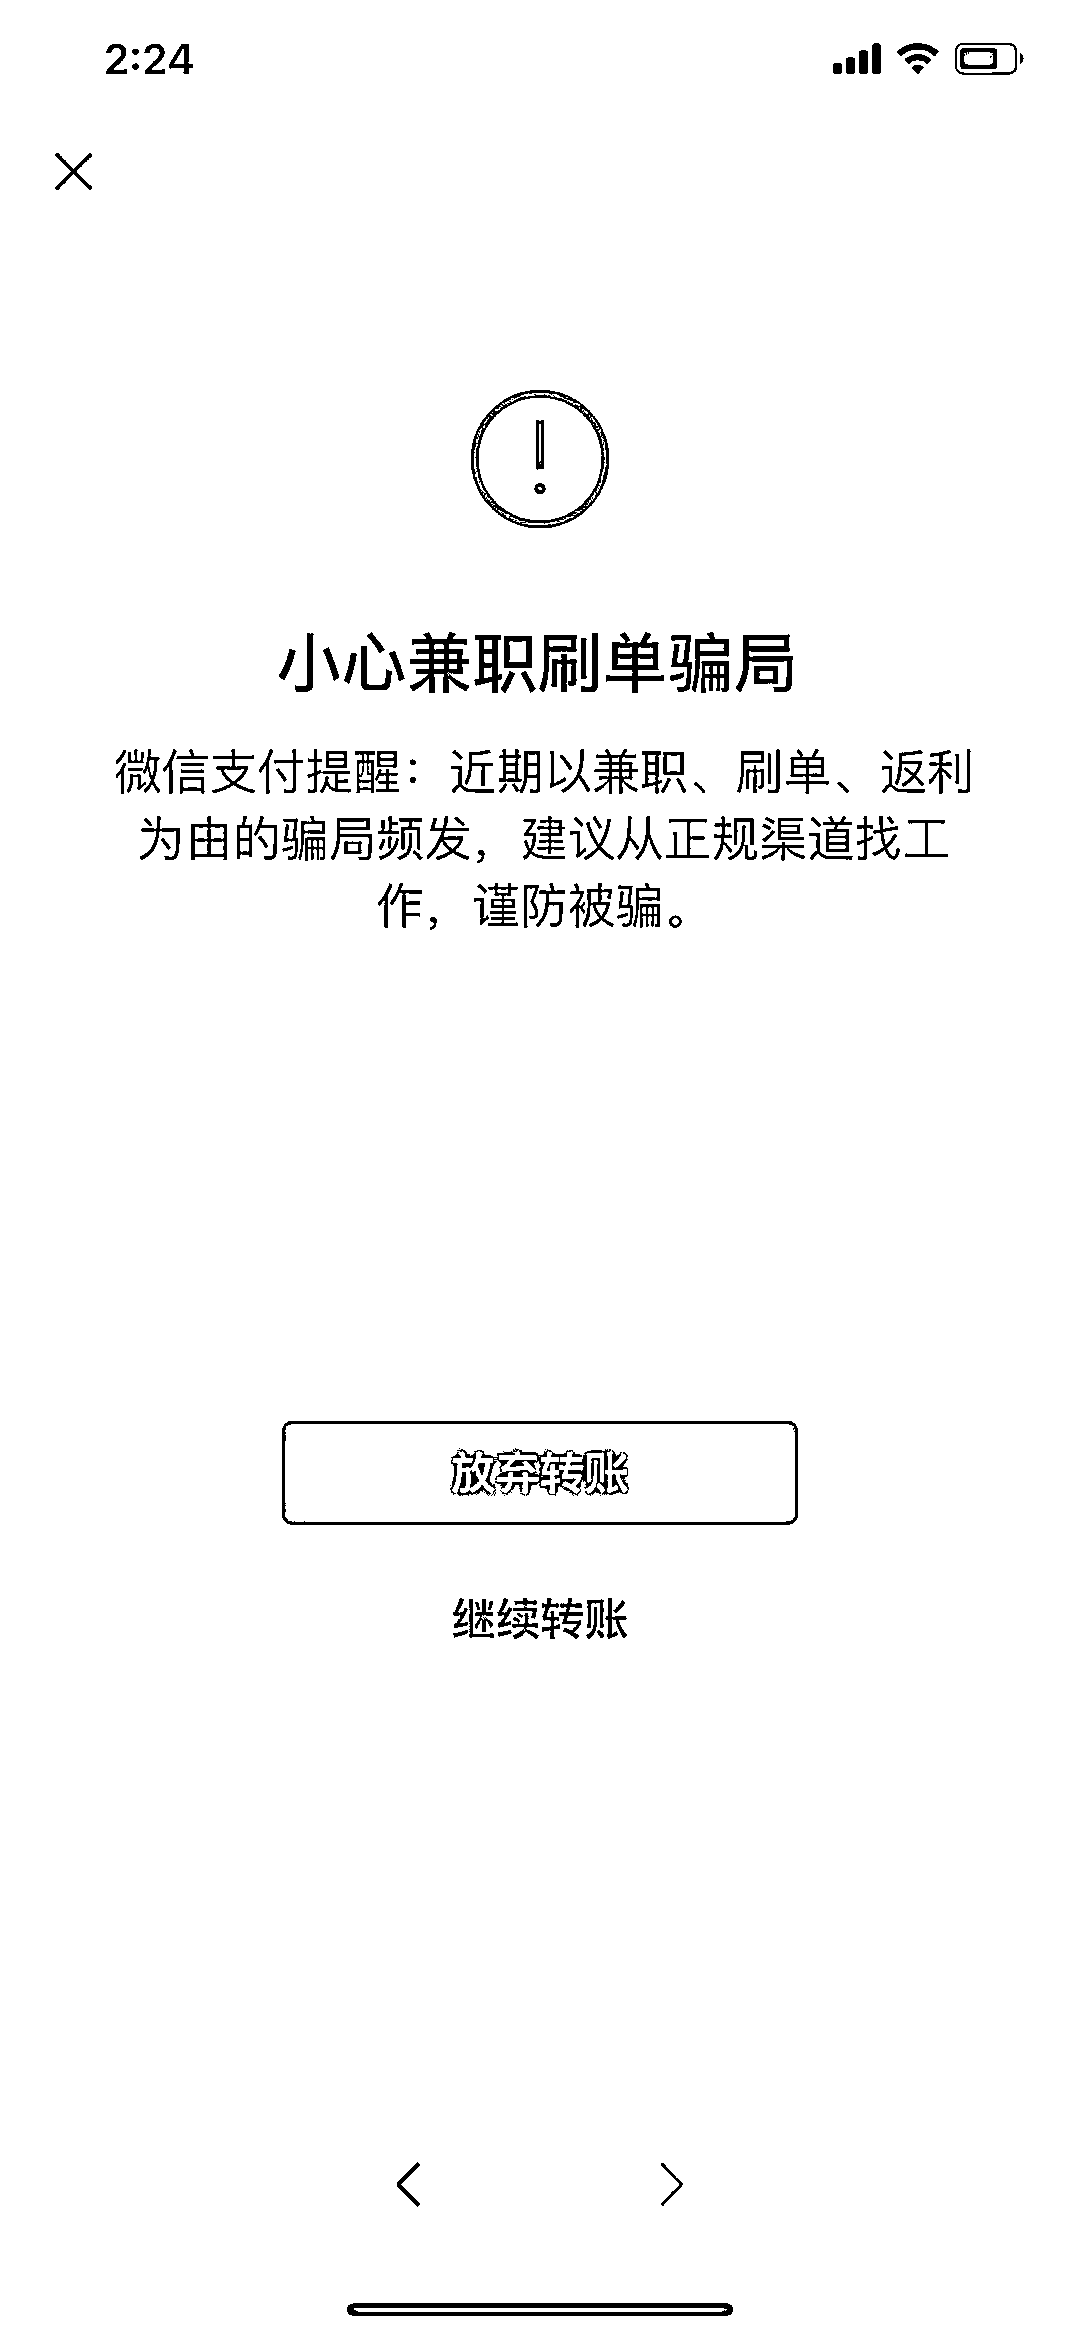 2:24
小心兼职刷单骗局
微信支付提醒：近期以兼职、刷单、返利
为由的骗局频发，建议从正规渠道找工
作，谨防被骗。
放弃转账
继续转账